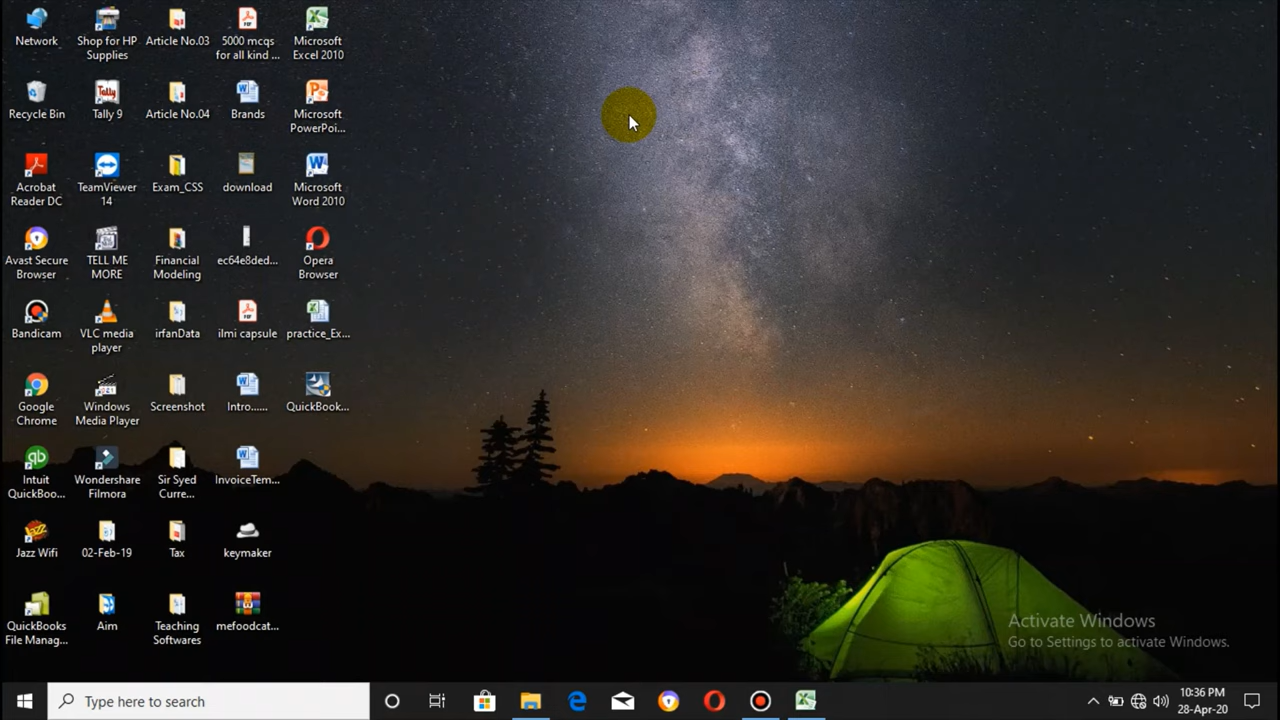 Network
Shop for HP
Supplies
Article No.03
5000 mcqs
for all kind ...
Microsoft
Excel 2010
Recycle Bin
Tally
Tally 9
Article No.04
Brands
Microsoft
PowerPoi...
Acrobat
Reader DC
TeamViewer
14
Exam_CSS
download
Microsoft
Word 2010
Avast Secure
Browser
TELL ME
MORE
Financial
Modeling
ec64e8ded...
Opera
Browser
Bandicam
VLC media
player
irfanData
ilmi capsule
practice_Ex...
Google
Chrome
Windows
Media Player
Screenshot
Intro......
QuickBook...
Intuit
QuickBoo...
Wondershare
Filmora
Sir Syed
Curre...
InvoiceTem...
Jazz Wifi
02-Feb-19
Tax
keymaker
QuickBooks
File Manag...
Aim
Teaching
Softwares
mefoodcat...
Activate Windows
Go to Settings to activate Windows.
Type here to search
10:36 PM
28-Apr-20